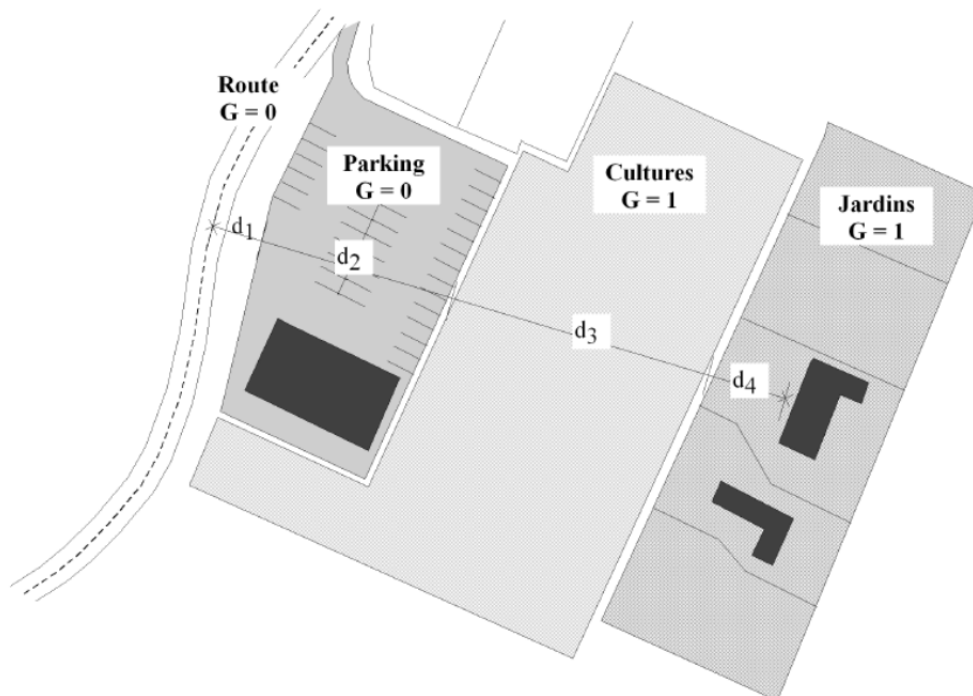 Route
G = 0
Parking
G = 0
Cultures
G = 1
Jardins
G = 1
d1
d2
d3
d4